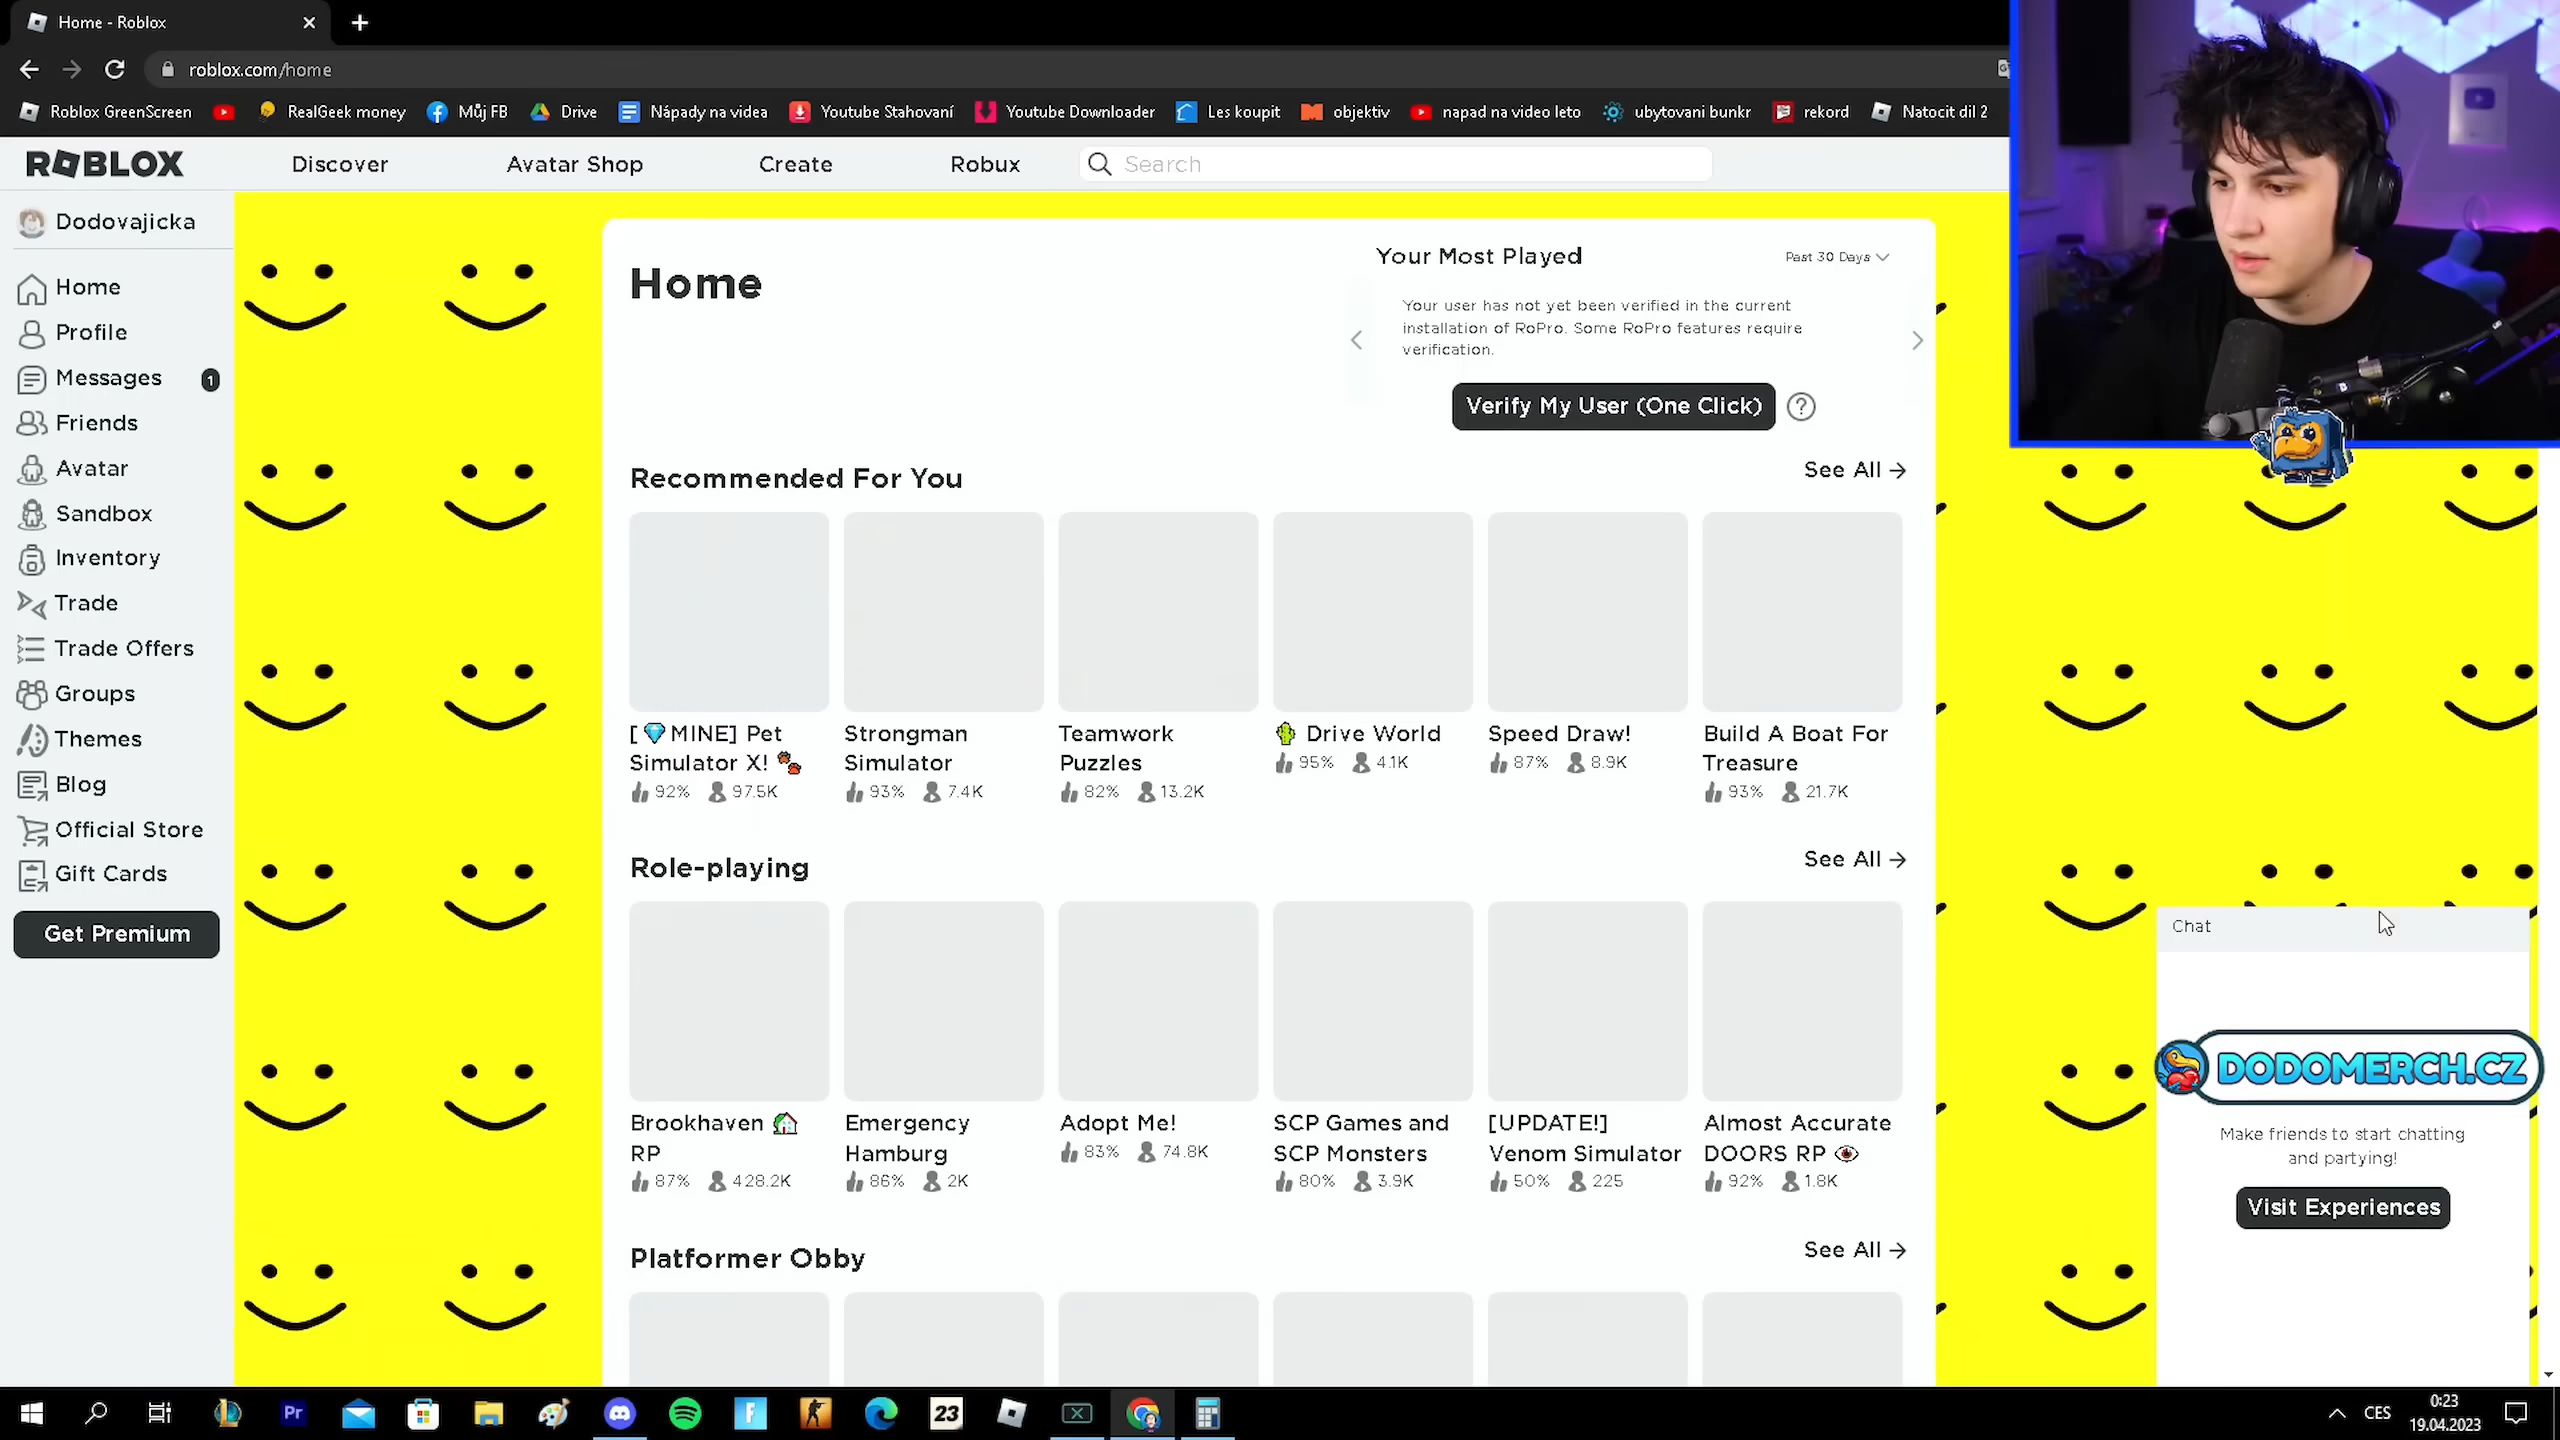 Home - Roblox
roblox.com/home
Roblox GreenScreen
RealGeek money
Můj FB
Drive
Nápady na videa
Youtube Stahovaní
Youtube Downloader
Les koupit
objektiv
napad na video leto
ubytovani bunkr
rekord
Natocit dil 2
ROBLOX
Discover
Avatar Shop
Create
Robux
Search
Dodovajicka
Home
Profile
Messages
1
Friends
Avatar
Sandbox
Inventory
Trade
Trade Offers
Groups
Themes
Blog
Official Store
Gift Cards
Get Premium
Home
Your Most Played
Past 30 Days
Your user has not yet been verified in the current
installation of RoPro. Some RoPro features require
verification.
Verify My User (One Click)
?
Recommended For You
See All →
[💎MINE] Pet
Simulator X! 🐾
92% 97.5K
Strongman
Simulator
93% 7.4K
Teamwork
Puzzles
82% 13.2K
🌵 Drive World
95% 4.1K
Speed Draw!
87% 8.9K
Build A Boat For
Treasure
93% 21.7K
Role-playing
See All →
Brookhaven 🏡
RP
87% 428.2K
Emergency
Hamburg
86% 2K
Adopt Me!
83% 74.8K
SCP Games and
SCP Monsters
80% 3.9K
[UPDATE!]
Venom Simulator
50% 225
Almost Accurate
DOORS RP 👁
92% 1.8K
Platformer Obby
See All →
Chat
DODOMERCH.CZ
Make friends to start chatting
and partying!
Visit Experiences
Pr
23
CES
0:23
19.04.2023